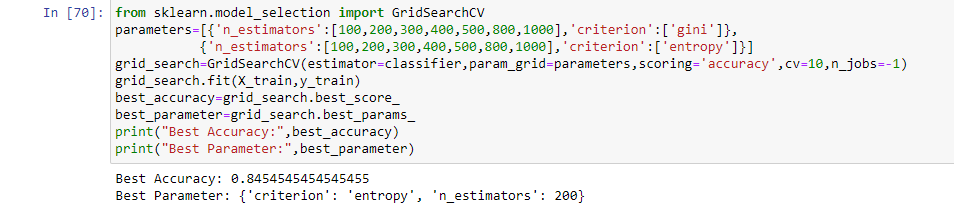 In [70]: from sklearn.model_selection import GridSearchCV
parameters=[{'n_estimators':[100,200,300,400,500,800,1000],'criterion':['gini']},
{'n_estimators':[100,200,300,400,500,800,1000],'criterion':['entropy']}]
grid_search=GridSearchCV(estimator=classifier,param_grid=parameters,scoring='accuracy',cv=10,n_jobs=-1)
grid_search.fit(X_train,y_train)
best_accuracy=grid_search.best_score_
best_parameter=grid_search.best_params_
print("Best Accuracy:",best_accuracy)
print("Best Parameter:",best_parameter)
Best Accuracy: 0.8454545454545455
Best Parameter: {'criterion': 'entropy', 'n_estimators': 200}